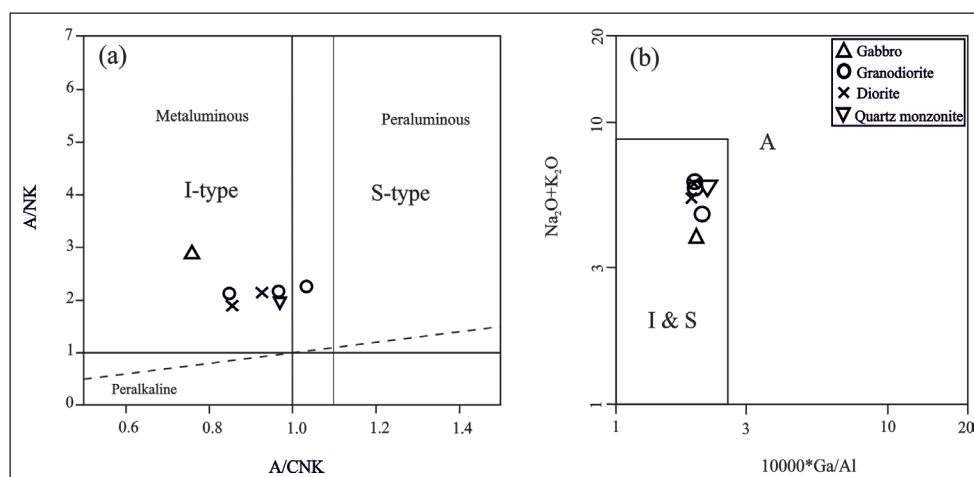 (a)
7
6
5
4
3
2
1
0
A/NK
Metaluminous
Peraluminous
I-type
S-type
Peralkaline
0.6
0.8
1.0
1.2
1.4
A/CNK
(b)
20
10
3
1
Na₂O+K₂O
Gabbro
Granodiorite
Diorite
Quartz monzonite
A
I & S
1
3
10
20
10000*Ga/Al